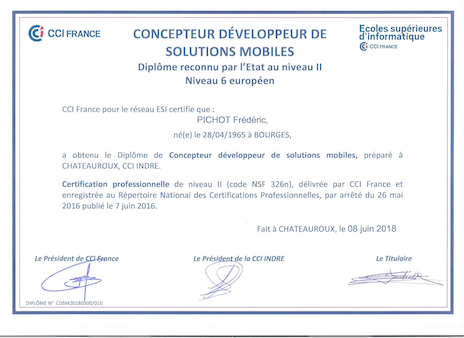 CCI FRANCE
CONCEPTEUR DÉVELOPPEUR DE
SOLUTIONS MOBILES
Diplôme reconnu par l'Etat au niveau II
Niveau 6 européen
Ecoles supérieures
d'informatique
CCI FRANCE
CCI France pour le réseau ESI certifie que :
PICHOT Frédéric,
né(e) le 28/04/1965 à BOURGES,
a obtenu le Diplôme de Concepteur développeur de solutions mobiles, préparé à
CHATEAUROUX, CCI INDRE.
Certification professionnelle de niveau II (code NSF 326n), délivrée par CCI France et
enregistrée au Répertoire National des Certifications Professionnelles, par arrêté du 26 mai
2016 publié le 7 juin 2016.
Fait à CHATEAUROUX, le 08 juin 2018
Le Président de CCI France
Le Président de la CCI INDRE
Le Titulaire
DIPLÔME N°